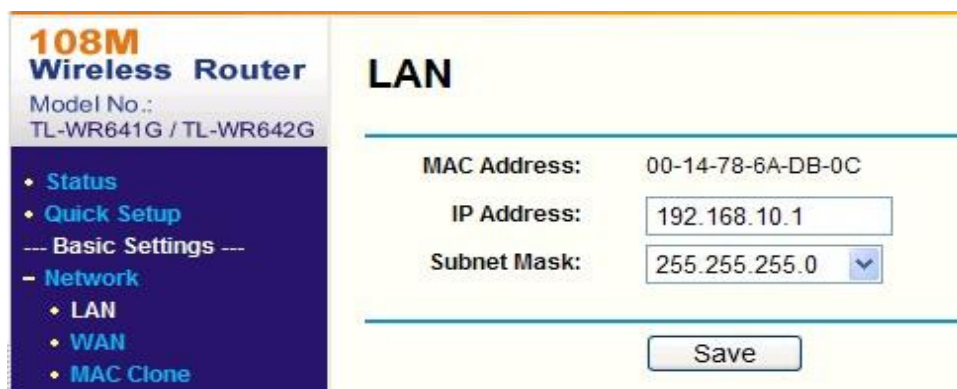 108M
Wireless Router
Model No.:
TL-WR641G / TL-WR642G
• Status
• Quick Setup
--- Basic Settings ---
– Network
• LAN
• WAN
• MAC Clone
LAN
MAC Address: 00-14-78-6A-DB-0C
IP Address: 192.168.10.1
Subnet Mask: 255.255.255.0
Save